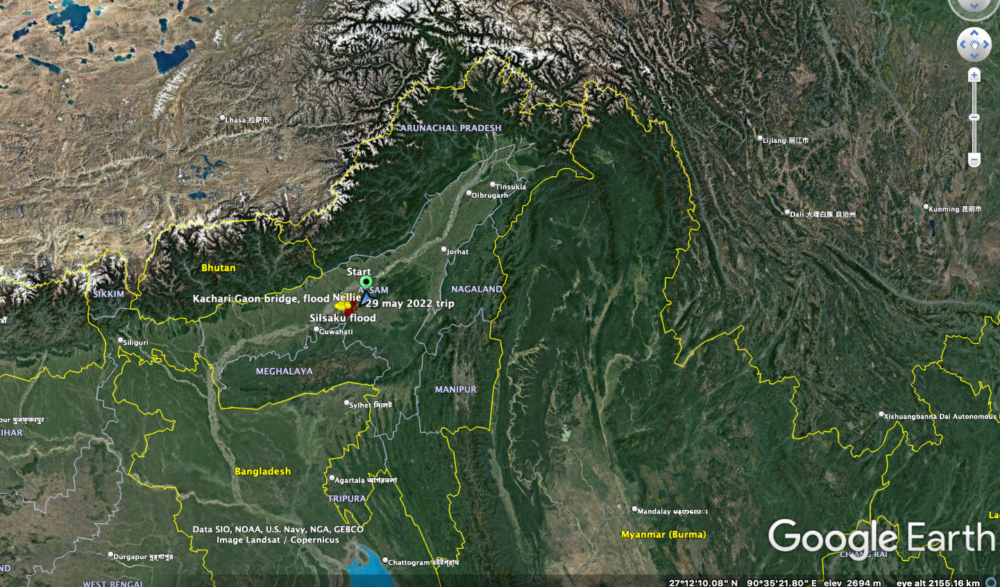 Lhasa 拉萨市
ARUNACHAL PRADESH
Lijiang 丽江市
Tinsukia
Dibrugarh
Kunming 昆明市
Dali 大理白族 自治州
Jorhat
Bhutan
Start
SIKKIM
ASSAM
NAGALAND
Kachari Gaon bridge, flood
Nellie
29 may 2022 trip
Silsaku flood
Guwahati
Siliguri
MEGHALAYA
MANIPUR
Sylhet সিলেট
Xishuangbanna Dai Autonomous
Bangladesh
Agartala আগরতলা
TRIPURA
Mandalay
Data SIO, NOAA, U.S. Navy, NGA, GEBCO
Image Landsat / Copernicus
Myanmar (Burma)
Google Earth
Durgapur দুর্গাপুর
Chattogram চট্টগ্রাম
CHIANG RAI
WEST BENGAL
27°12'10.08" N 90°35'21.80" E elev 2694 m eye alt 2155.16 km